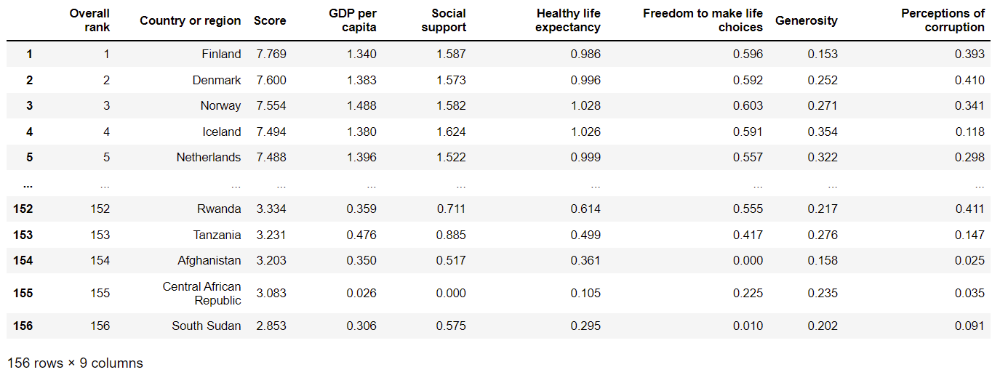 Overall rank Country or region Score GDP per capita Social support Healthy life expectancy Freedom to make life choices Generosity Perceptions of corruption
1 1 Finland 7.769 1.340 1.587 0.986 0.596 0.153 0.393
2 2 Denmark 7.600 1.383 1.573 0.996 0.592 0.252 0.410
3 3 Norway 7.554 1.488 1.582 1.028 0.603 0.271 0.341
4 4 Iceland 7.494 1.380 1.624 1.026 0.591 0.354 0.118
5 5 Netherlands 7.488 1.396 1.522 0.999 0.557 0.322 0.298
... ... ... ... ... ... ... ... ... ...
152 152 Rwanda 3.334 0.359 0.711 0.614 0.555 0.217 0.411
153 153 Tanzania 3.231 0.476 0.885 0.499 0.417 0.276 0.147
154 154 Afghanistan 3.203 0.350 0.517 0.361 0.000 0.158 0.025
155 155 Central African Republic 3.083 0.026 0.000 0.105 0.225 0.235 0.035
156 156 South Sudan 2.853 0.306 0.575 0.295 0.010 0.202 0.091
156 rows × 9 columns